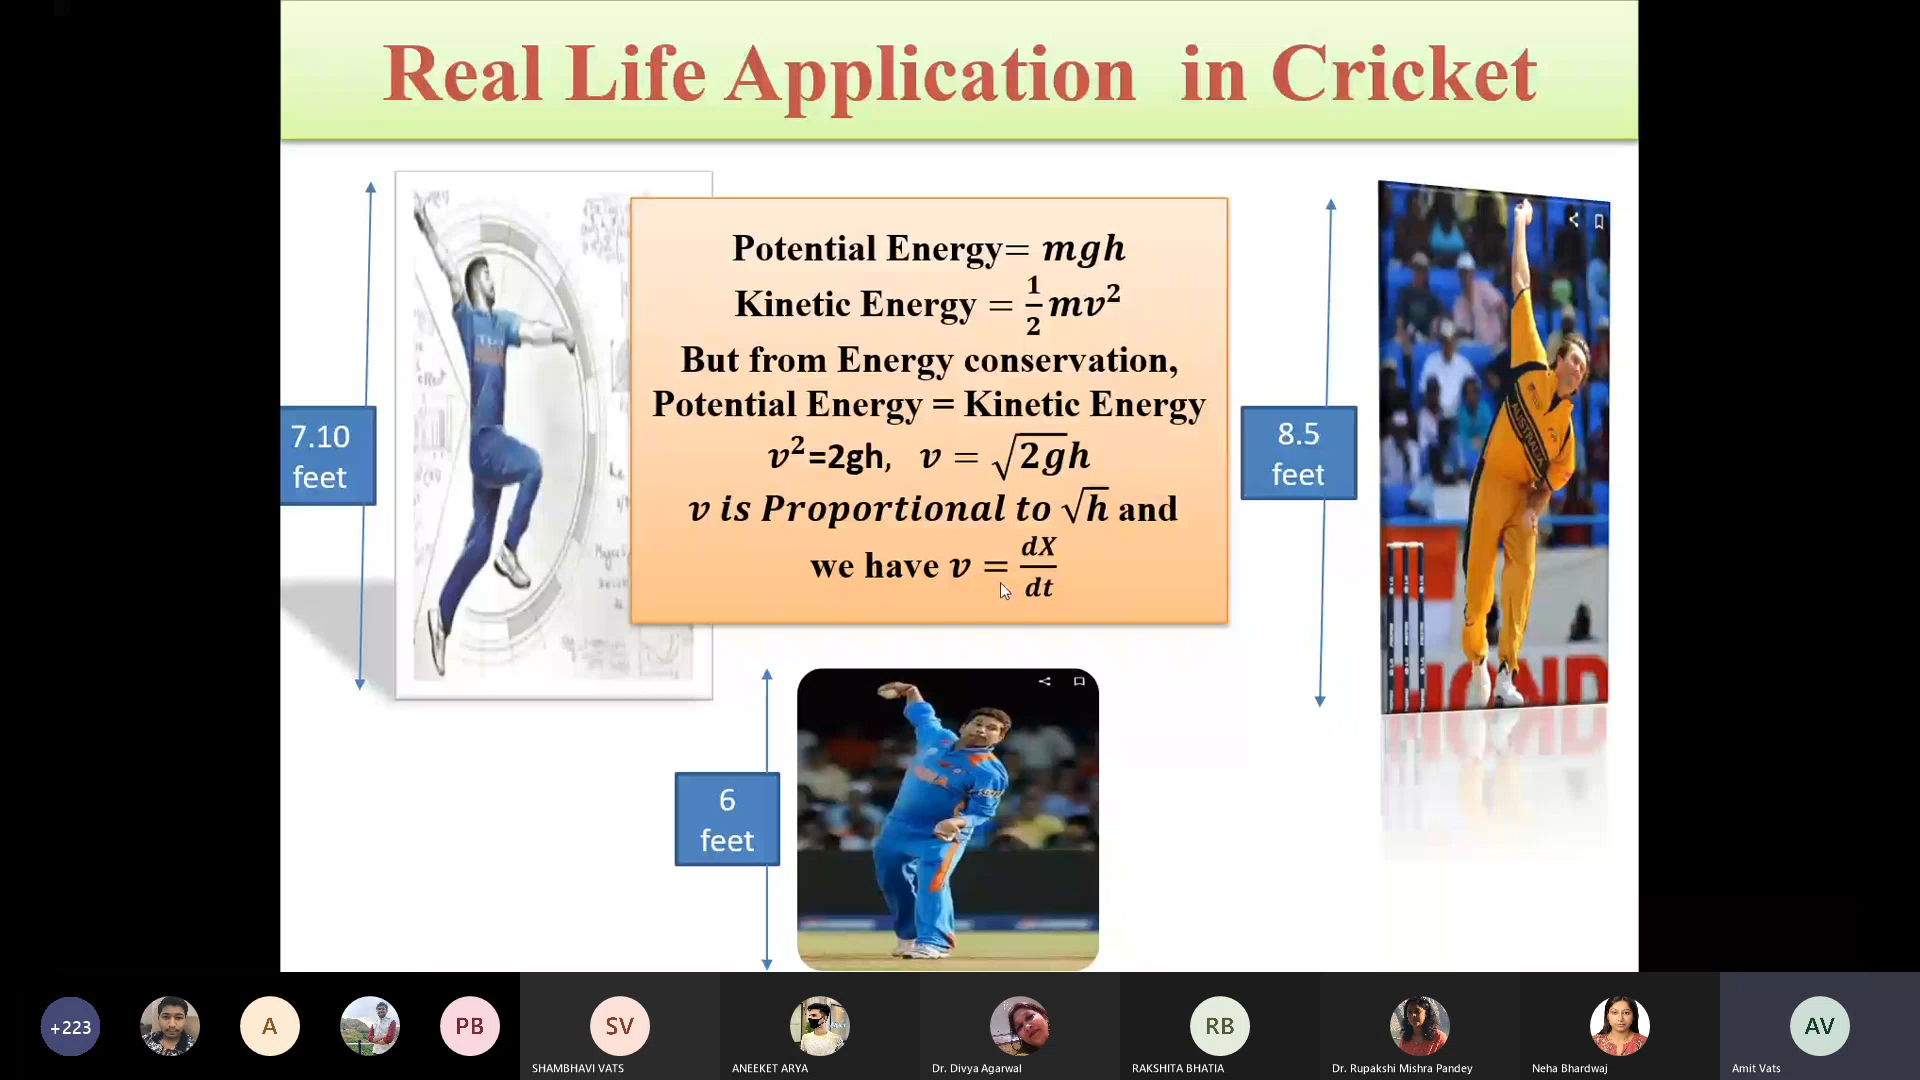 Real Life Application in Cricket
Potential Energy= mgh
Kinetic Energy = 1/2 mv²
But from Energy conservation,
Potential Energy = Kinetic Energy
v²=2gh, v = √2gh
v is Proportional to √h and
we have v = dX/dt
7.10
feet
8.5
feet
AUSTRALIA
6
feet
+223
A
PB
SV
RB
AV
SHAMBHAVI VATS
ANEEKET ARYA
Dr. Divya Agarwal
RAKSHITA BHATIA
Dr. Rupakshi Mishra Pandey
Neha Bhardwaj
Amit Vats